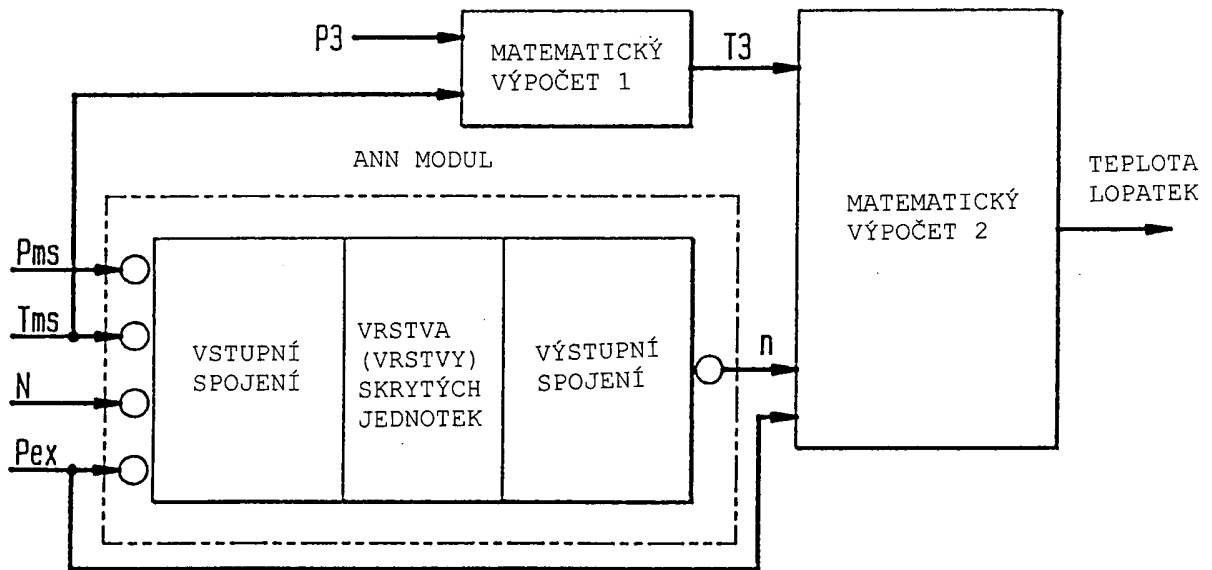 P3
MATEMATICKÝ
VÝPOČET 1
T3
ANN MODUL
TEPLOTA
LOPATEK
MATEMATICKÝ
VÝPOČET 2
Pms
Tms
N
Pex
VSTUPNÍ
SPOJENÍ
VRSTVA
(VRSTVY)
SKRYTÝCH
JEDNOTEK
VÝSTUPNÍ
SPOJENÍ
n